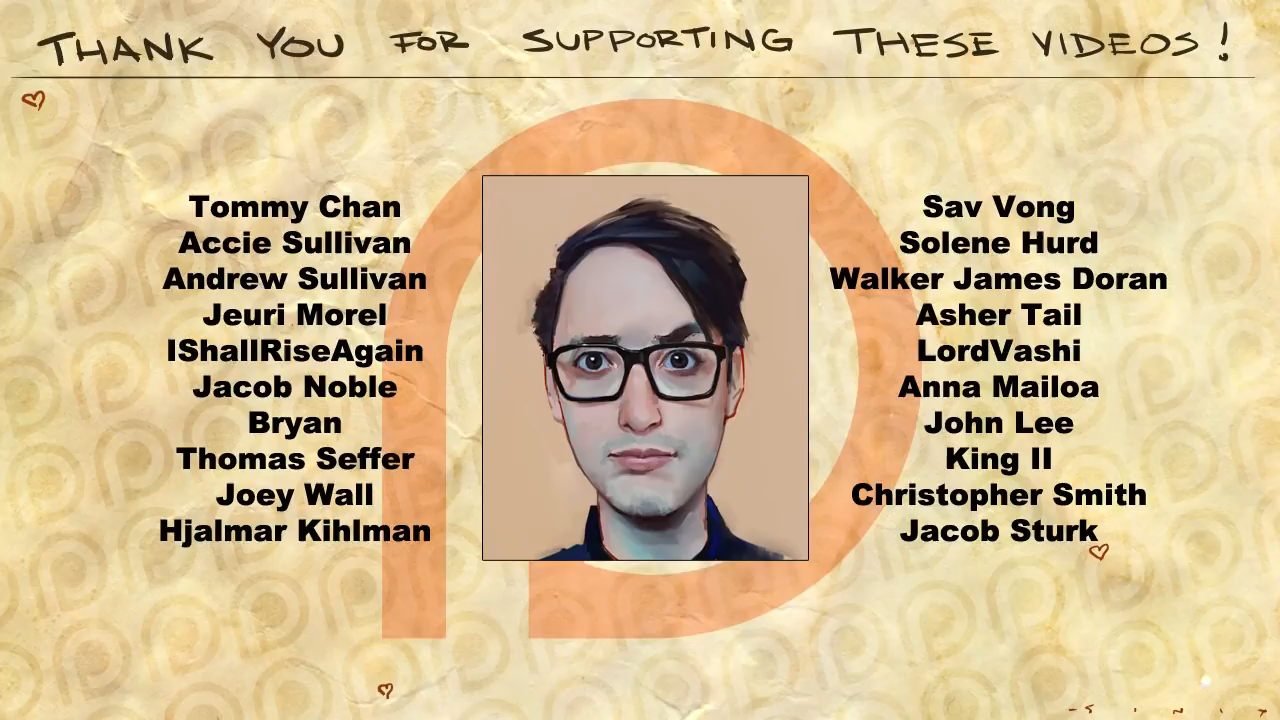 THANK YOU FOR SUPPORTING THESE VIDEOS!
Tommy Chan
Accie Sullivan
Andrew Sullivan
Jeuri Morel
IShallRiseAgain
Jacob Noble
Bryan
Thomas Seffer
Joey Wall
Hjalmar Kihlman
Sav Vong
Solene Hurd
Walker James Doran
Asher Tail
LordVashi
Anna Mailoa
John Lee
King II
Christopher Smith
Jacob Sturk